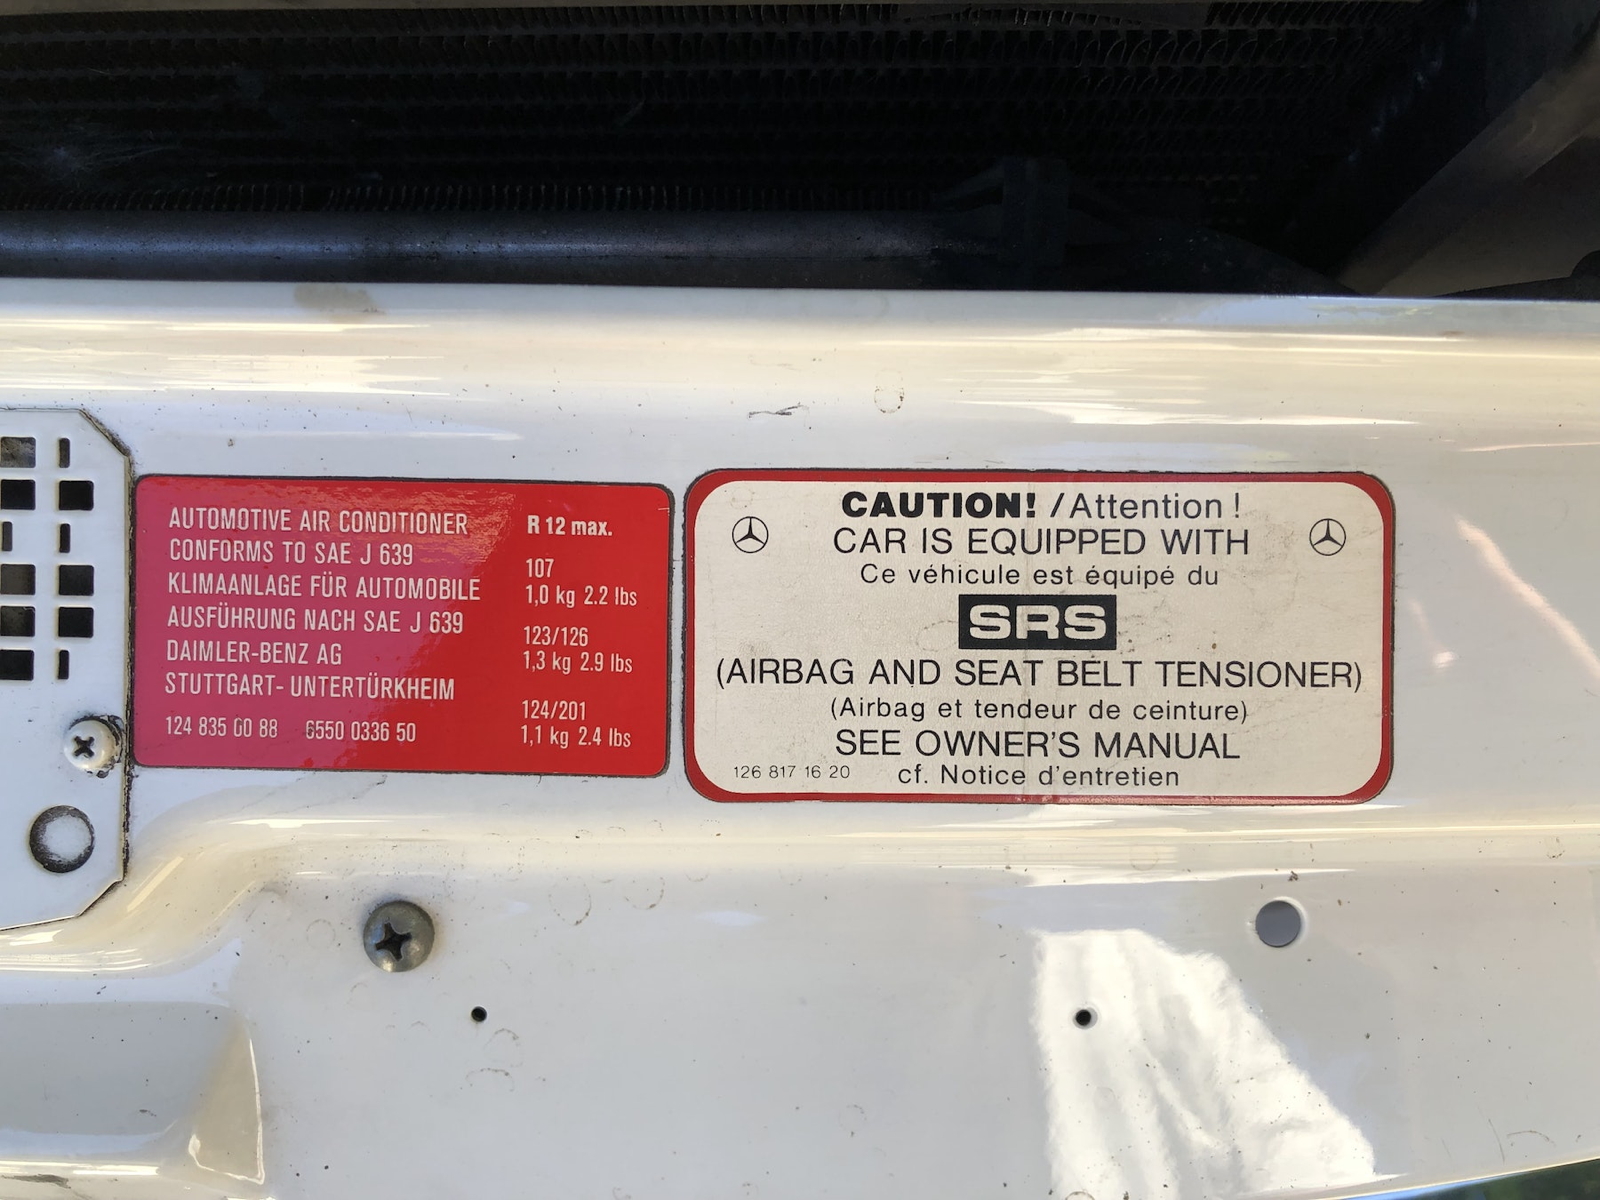 AUTOMOTIVE AIR CONDITIONER
CONFORMS TO SAE J 639
KLIMAANLAGE FÜR AUTOMOBILE
AUSFÜHRUNG NACH SAE J 639
DAIMLER-BENZ AG
STUTTGART- UNTERTÜRKHEIM
124 835 00 88 6550 0336 50
R 12 max.
107
1,0 kg 2.2 lbs
123/126
1,3 kg 2.9 lbs
124/201
1,1 kg 2.4 lbs
CAUTION! /Attention !
CAR IS EQUIPPED WITH
Ce véhicule est équipé du
SRS
(AIRBAG AND SEAT BELT TENSIONER)
(Airbag et tendeur de ceinture)
SEE OWNER'S MANUAL
126 817 16 20 cf. Notice d'entretien